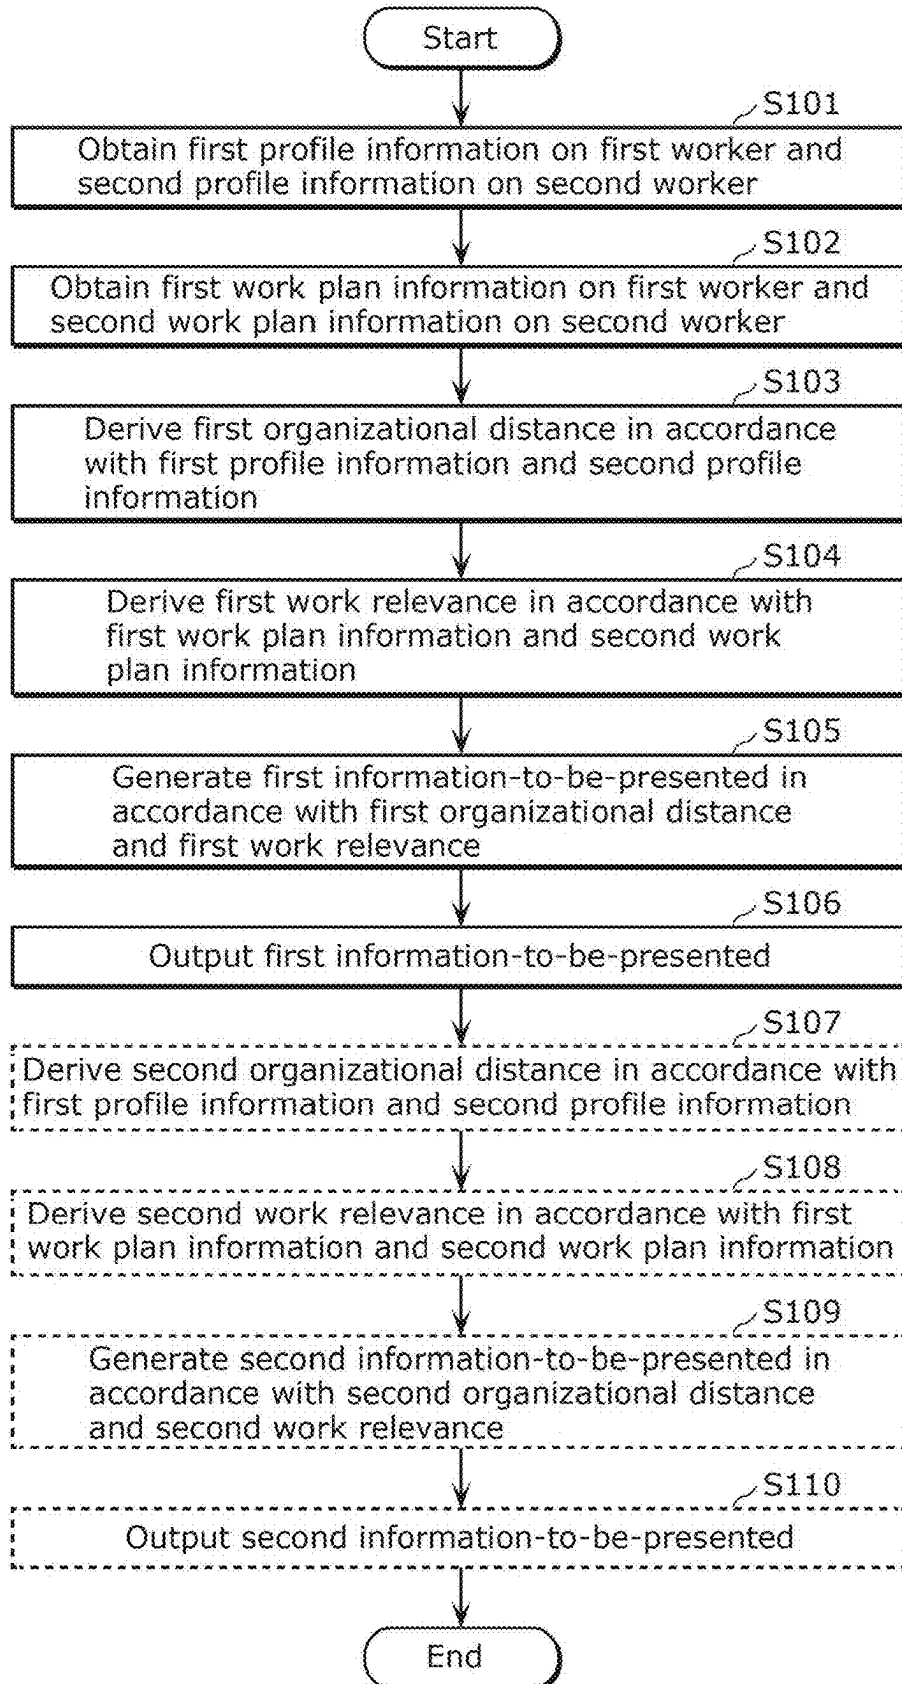 Start
S101
Obtain first profile information on first worker and
second profile information on second worker
S102
Obtain first work plan information on first worker and
second work plan information on second worker
S103
Derive first organizational distance in accordance
with first profile information and second profile
information
S104
Derive first work relevance in accordance with
first work plan information and second work
plan information
S105
Generate first information-to-be-presented in
accordance with first organizational distance
and first work relevance
S106
Output first information-to-be-presented
S107
Derive second organizational distance in accordance with
first profile information and second profile information
S108
Derive second work relevance in accordance with first
work plan information and second work plan information
S109
Generate second information-to-be-presented in
accordance with second organizational distance
and second work relevance
S110
Output second information-to-be-presented
End